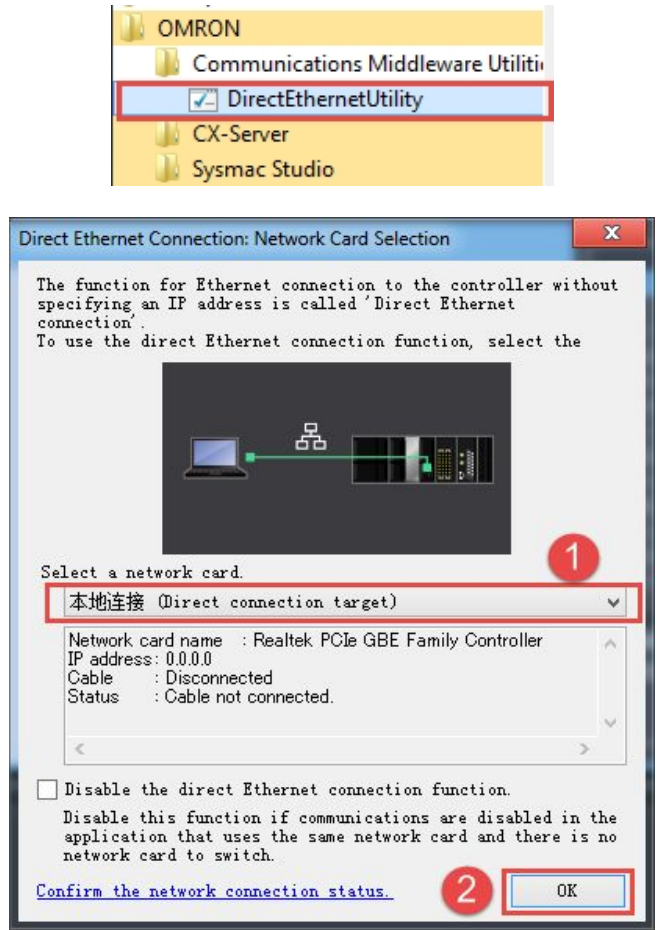 OMRON
Communications Middleware Utiliti
DirectEthernetUtility
CX-Server
Sysmac Studio
Direct Ethernet Connection: Network Card Selection
The function for Ethernet connection to the controller without
specifying an IP address is called 'Direct Ethernet
connection'.
To use the direct Ethernet connection function, select the
1
Select a network card.
本地连接 (Direct connection target)
Network card name : Realtek PCIe GBE Family Controller
IP address: 0.0.0.0
Cable : Disconnected
Status : Cable not connected.
Disable the direct Ethernet connection function.
Disable this function if communications are disabled in the
application that uses the same network card and there is no
network card to switch.
Confirm the network connection status.
2
OK